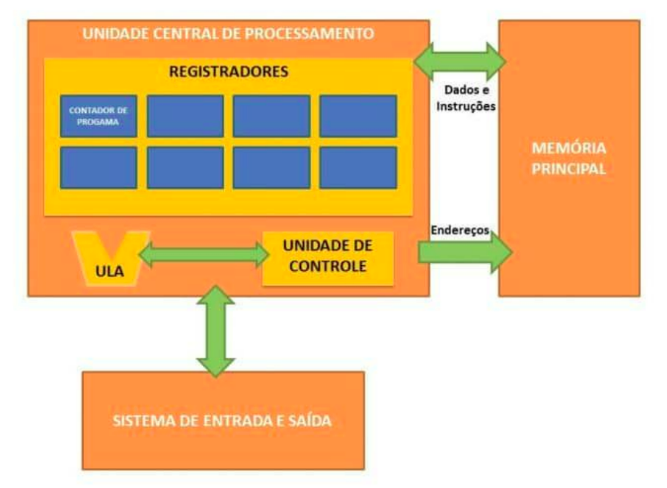 UNIDADE CENTRAL DE PROCESSAMENTO
REGISTRADORES
CONTADOR DE
PROGAMA
Dados e
Instruções
MEMÓRIA
PRINCIPAL
Endereços
ULA
UNIDADE DE
CONTROLE
SISTEMA DE ENTRADA E SAÍDA